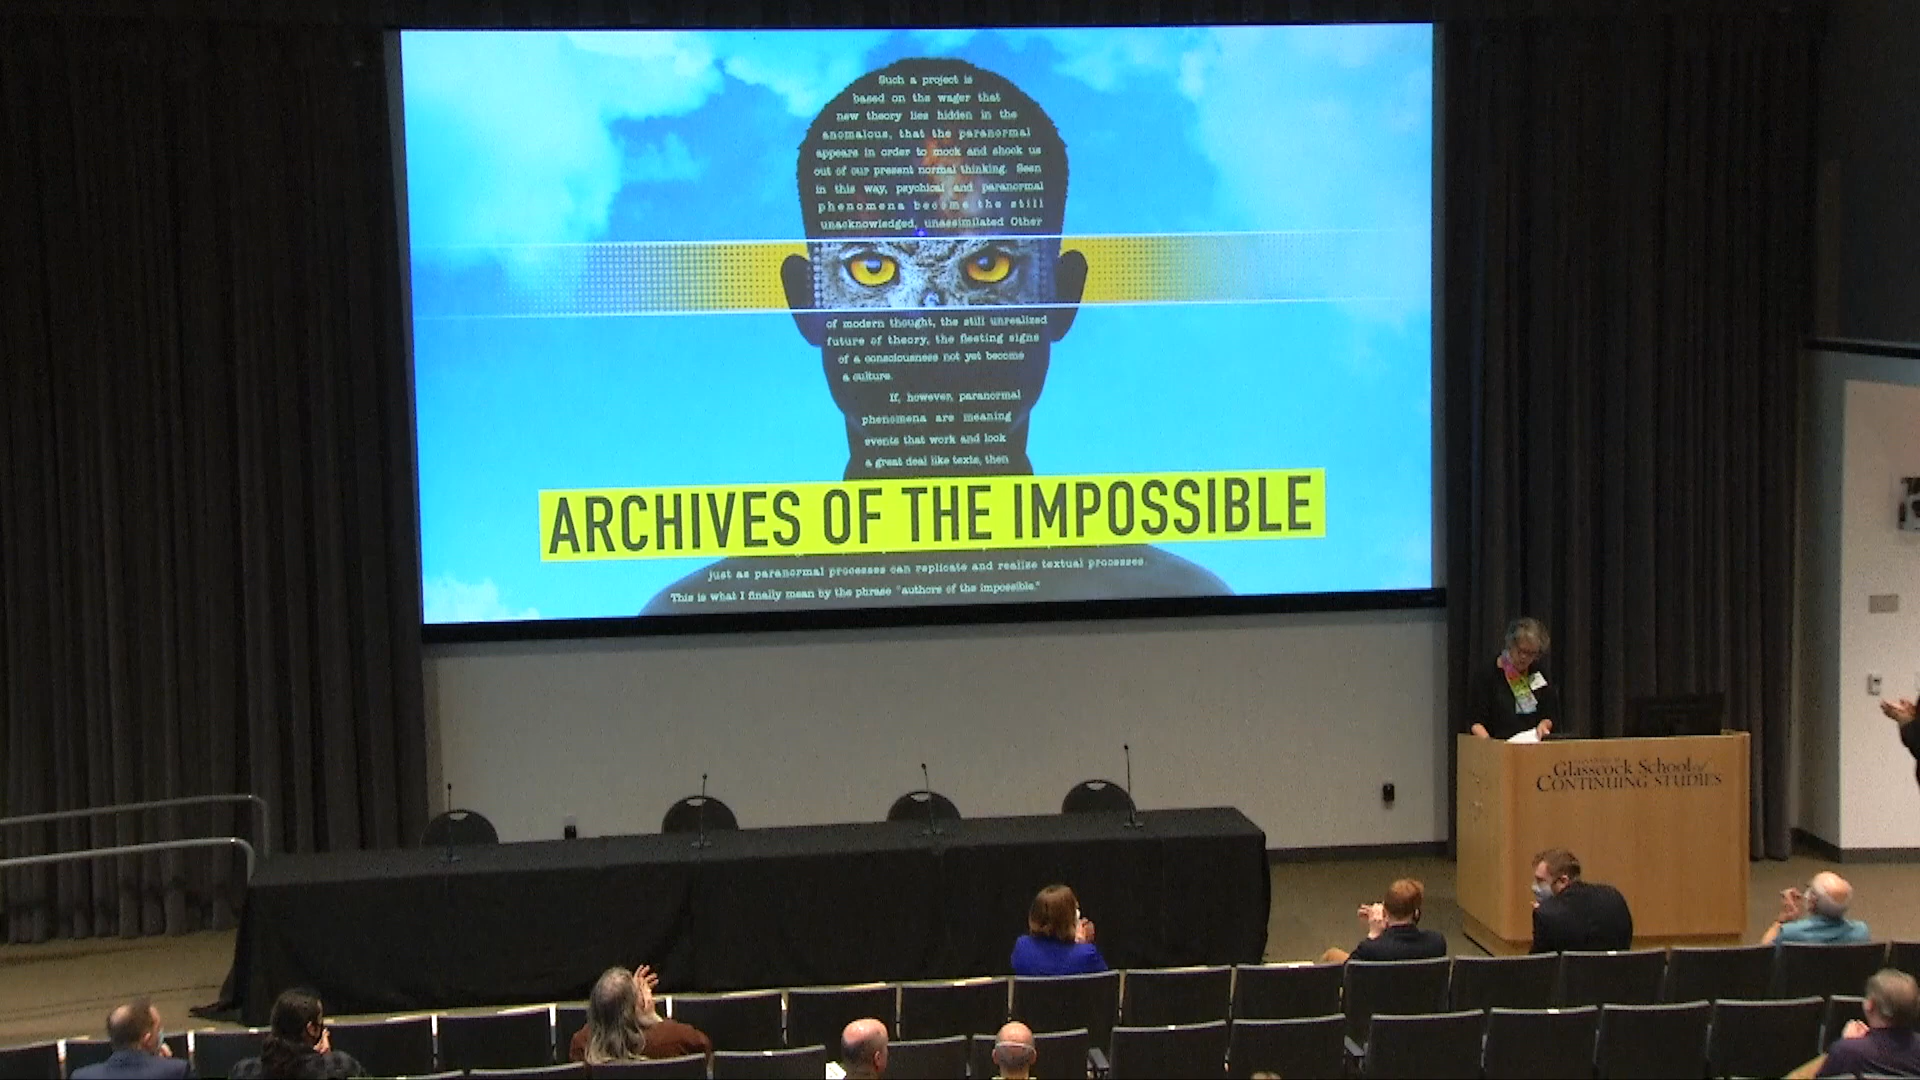 Such a project is
based on the wager that
new theory lies hidden in the
anomalous, that the paranormal
appears in order to mock and shock us
out of our present normal thinking. Seen
in this way, psychical and paranormal
phenomena become the still
unacknowledged, unassimilated Other
of modern thought, the still unrealized
future of theory, the fleeting signs
of a consciousness not yet become
a culture.
If, however, paranormal
phenomena are meaning
events that work and look
a great deal like texts, then
ARCHIVES OF THE IMPOSSIBLE
just as paranormal processes can replicate and realize textual processes.
This is what I finally mean by the phrase "authors of the impossible."
Glasscock School of
CONTINUING STUDIES